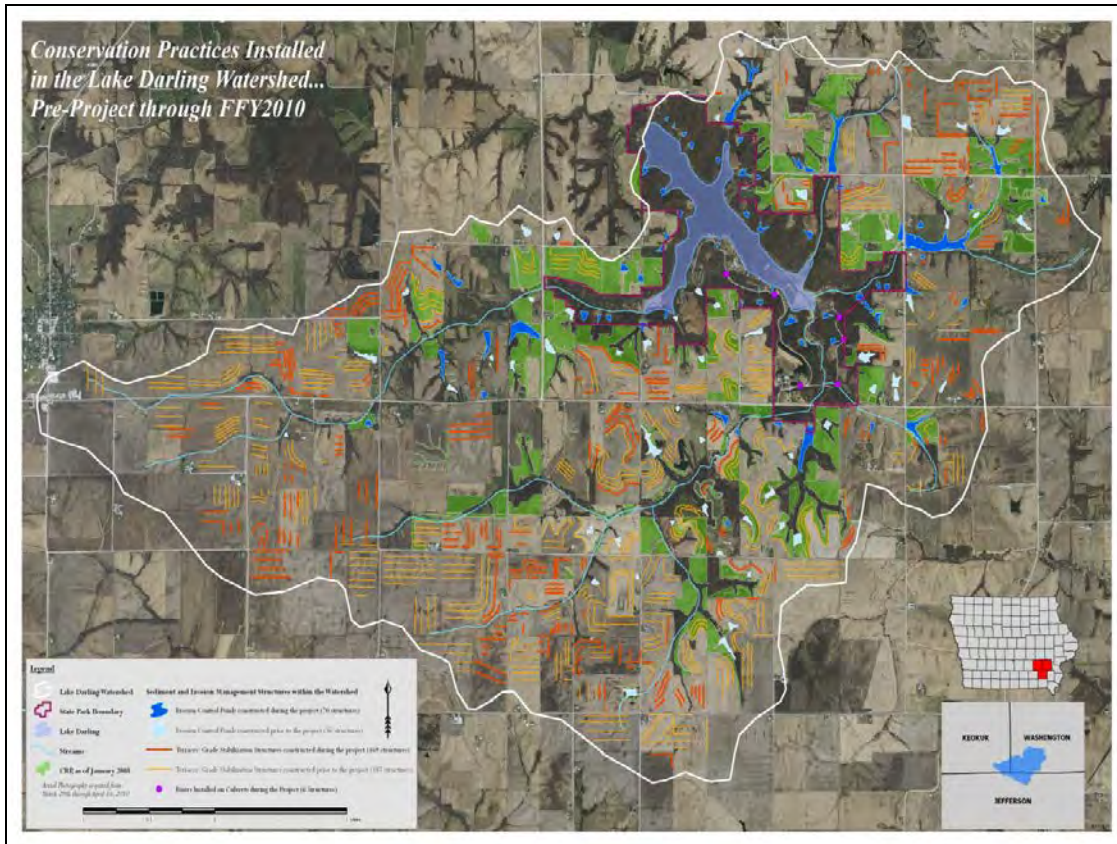 Conservation Practices Installed
in the Lake Darling Watershed...
Pre-Project through FFY2010
Legend
Lake Darling Watershed
State Park Boundary
Lake Darling
Streams
CRP as of January 2008
Aerial Photography acquired from
Sediment and Erosion Management Structures within the Watershed
Erosion Control Ponds constructed during the project
Erosion Control Ponds constructed prior to the project
Terraces/ Grade Stabilization Structures constructed during the project
Terraces/ Grade Stabilization Structures constructed prior to the project
Risers Installed on Culverts during the Project (6 Structures)
KEOKUK
WASHINGTON
JEFFERSON